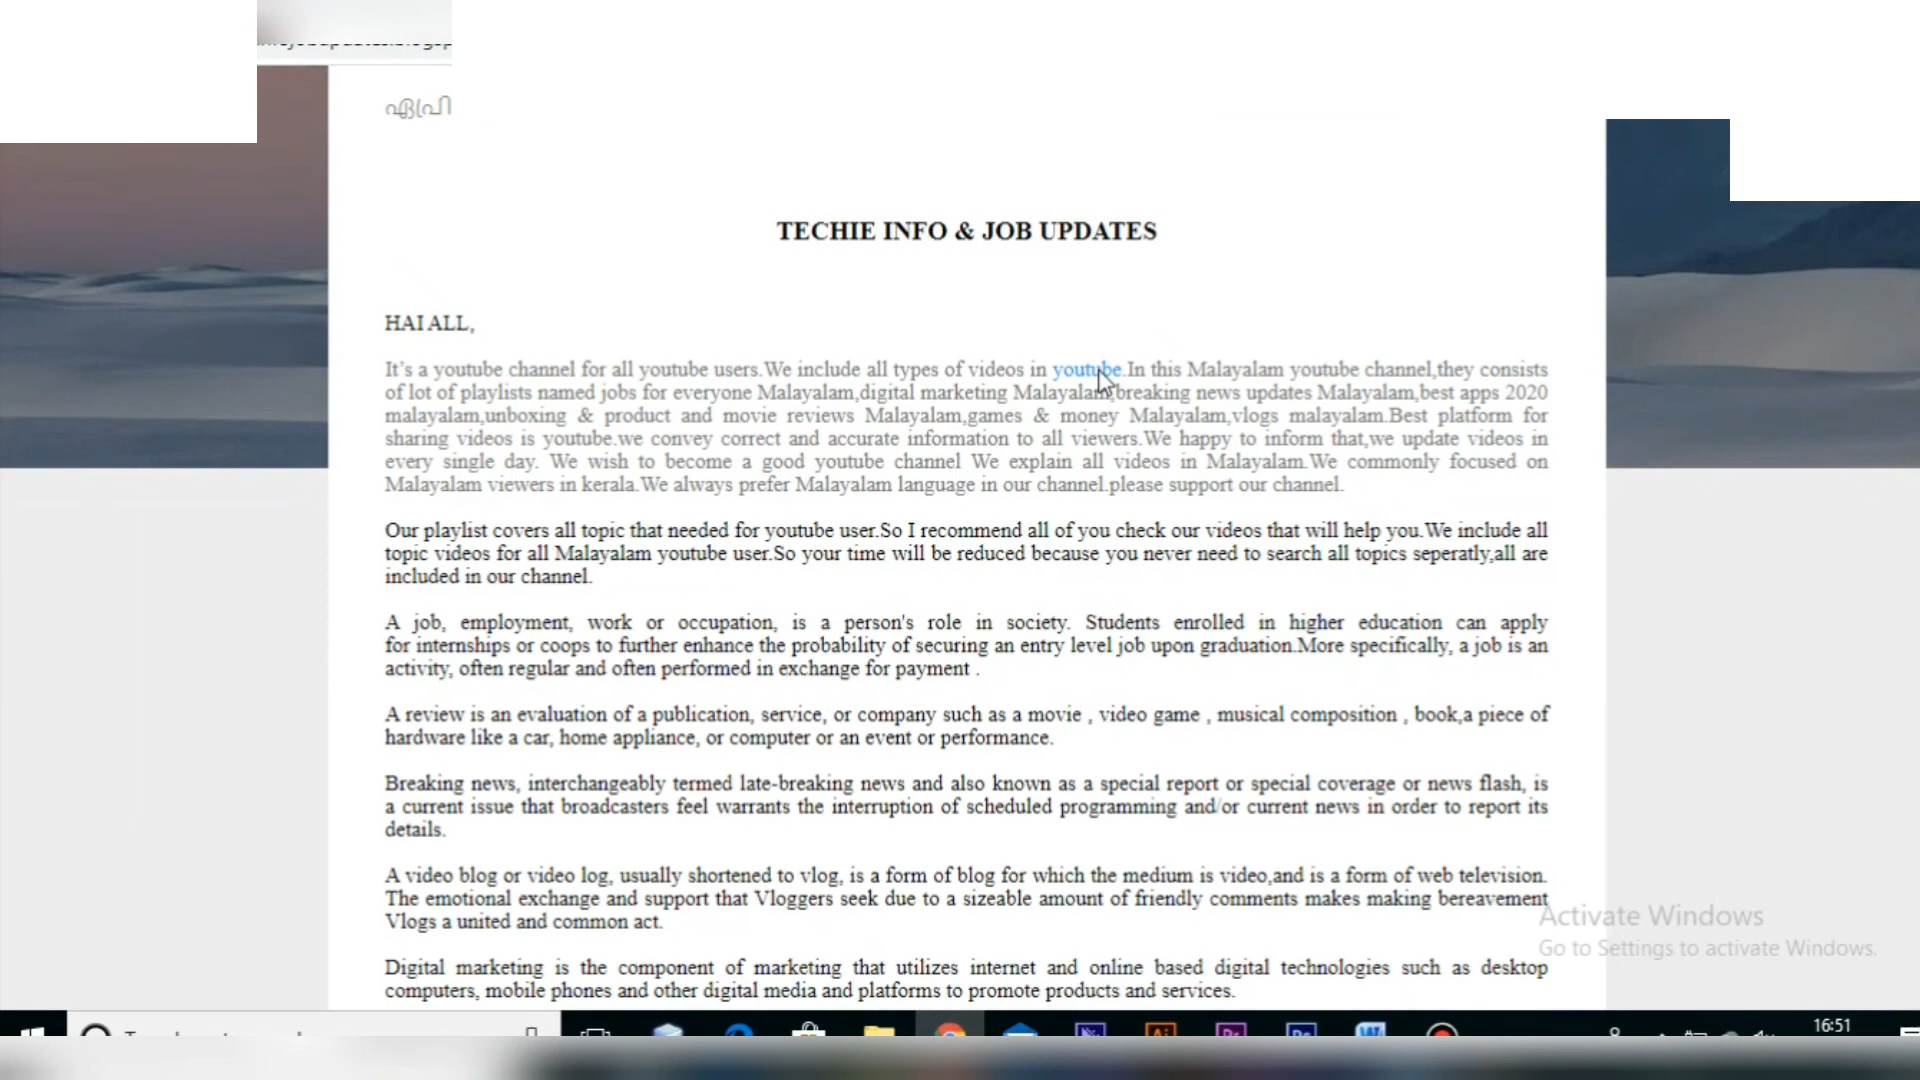 ഏപ്രി
TECHIE INFO & JOB UPDATES
HAI ALL,
It's a youtube channel for all youtube users.We include all types of videos in youtube.In this Malayalam youtube channel,they consists
of lot of playlists named jobs for everyone Malayalam,digital marketing Malayalam,breaking news updates Malayalam,best apps 2020
malayalam,unboxing & product and movie reviews Malayalam,games & money Malayalam,vlogs malayalam.Best platform for
sharing videos is youtube.we convey correct and accurate information to all viewers.We happy to inform that,we update videos in
every single day. We wish to become a good youtube channel We explain all videos in Malayalam.We commonly focused on
Malayalam viewers in kerala.We always prefer Malayalam language in our channel.please support our channel.
Our playlist covers all topic that needed for youtube user.So I recommend all of you check our videos that will help you.We include all
topic videos for all Malayalam youtube user.So your time will be reduced because you never need to search all topics seperatly,all are
included in our channel.
A job, employment, work or occupation, is a person's role in society. Students enrolled in higher education can apply
for internships or coops to further enhance the probability of securing an entry level job upon graduation.More specifically, a job is an
activity, often regular and often performed in exchange for payment .
A review is an evaluation of a publication, service, or company such as a movie , video game , musical composition , book,a piece of
hardware like a car, home appliance, or computer or an event or performance.
Breaking news, interchangeably termed late-breaking news and also known as a special report or special coverage or news flash, is
a current issue that broadcasters feel warrants the interruption of scheduled programming and/or current news in order to report its
details.
A video blog or video log, usually shortened to vlog, is a form of blog for which the medium is video,and is a form of web television.
The emotional exchange and support that Vloggers seek due to a sizeable amount of friendly comments makes making bereavement
Vlogs a united and common act.
Activate Windows
Go to Settings to activate Windows.
Digital marketing is the component of marketing that utilizes internet and online based digital technologies such as desktop
computers, mobile phones and other digital media and platforms to promote products and services.
16:51